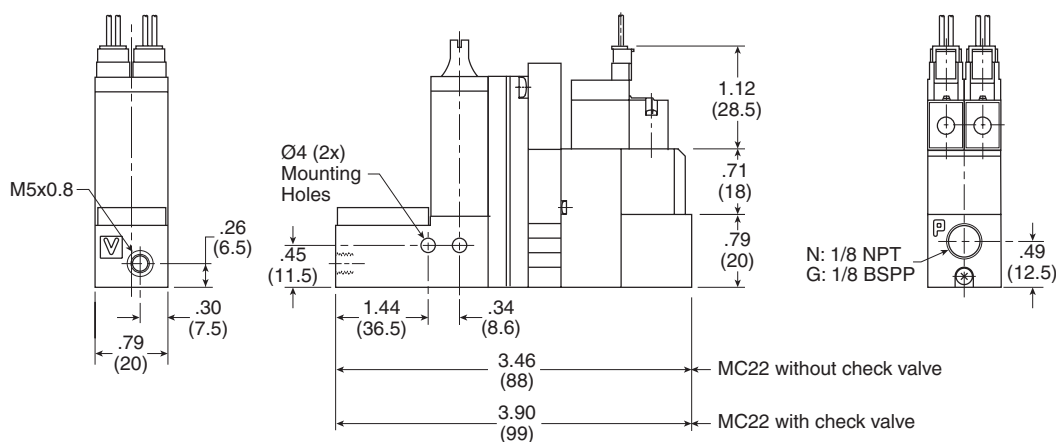 M5x0.8
V
.26
(6.5)
.30
(7.5)
.79
(20)
Ø4 (2x)
Mounting
Holes
.45
(11.5)
1.44
(36.5)
.34
(8.6)
1.12
(28.5)
.71
(18)
.79
(20)
3.46
(88)
MC22 without check valve
3.90
(99)
MC22 with check valve
P
N: 1/8 NPT
G: 1/8 BSPP
.49
(12.5)